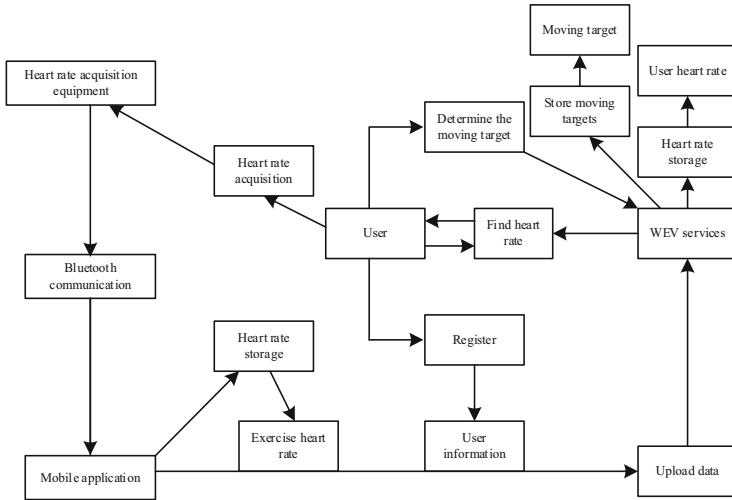 Moving target
Heart rate acquisition
equipment
User heart rate
Store moving
targets
Determine the
moving target
Heart rate
storage
Heart rate
acquisition
User
Find heart
rate
WEV services
Bluetooth
communication
Heart rate
storage
Register
Exercise heart
rate
User
information
Mobile application
Upload data